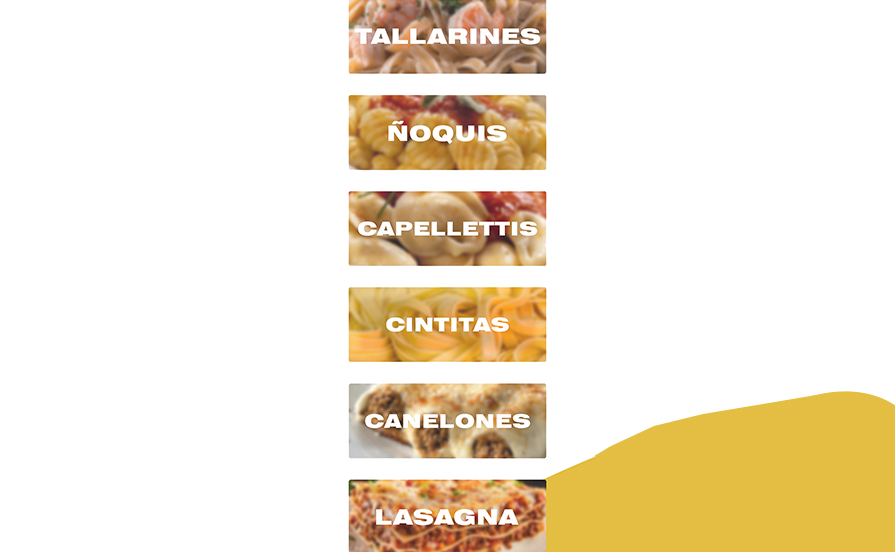 TALLARINES
ÑOQUIS
CAPELLETTIS
CINTITAS
CANELONES
LASAGNA